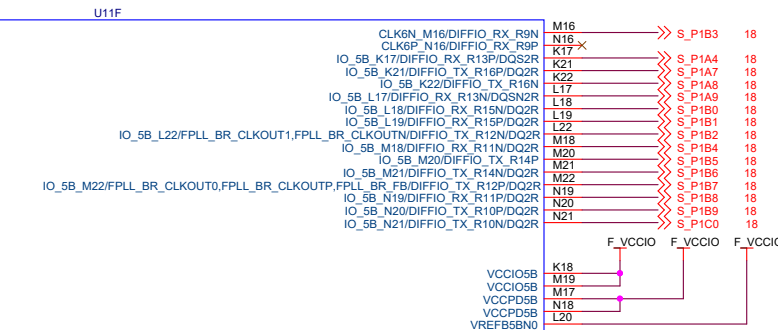 U11F
CLK6N_M16/DIFFIO_RX_R9N M16 S_P1B3 18
CLK6P_N16/DIFFIO_RX_R9P N16
IO_5B_K17/DIFFIO_RX_R13P/DQS2R K17 S_P1A4 18
IO_5B_K21/DIFFIO_TX_R16P/DQ2R K21 S_P1A7 18
IO_5B_K22/DIFFIO_TX_R16N K22 S_P1A8 18
IO_5B_L17/DIFFIO_RX_R13N/DQSN2R L17 S_P1A9 18
IO_5B_L18/DIFFIO_RX_R15N/DQ2R L18 S_P1B0 18
IO_5B_L19/DIFFIO_RX_R15P/DQ2R L19 S_P1B1 18
IO_5B_L22/FPLL_BR_CLKOUT1,FPLL_BR_CLKOUTN/DIFFIO_TX_R12N/DQ2R L22 S_P1B2 18
IO_5B_M18/DIFFIO_RX_R11N/DQ2R M18 S_P1B4 18
IO_5B_M20/DIFFIO_TX_R14P M20 S_P1B5 18
IO_5B_M21/DIFFIO_TX_R14N/DQ2R M21 S_P1B6 18
IO_5B_M22/FPLL_BR_CLKOUT0,FPLL_BR_CLKOUTP,FPLL_BR_FB/DIFFIO_TX_R12P/DQ2R M22 S_P1B7 18
IO_5B_N19/DIFFIO_RX_R11P/DQ2R N19 S_P1B8 18
IO_5B_N20/DIFFIO_TX_R10P/DQ2R N20 S_P1B9 18
IO_5B_N21/DIFFIO_TX_R10N/DQ2R N21 S_P1C0 18
F_VCCIO F_VCCIO F_VCCIO
VCCIO5B K18
VCCIO5B M19
VCCPD5B M17
VCCPD5B N18
VREFB5BN0 L20